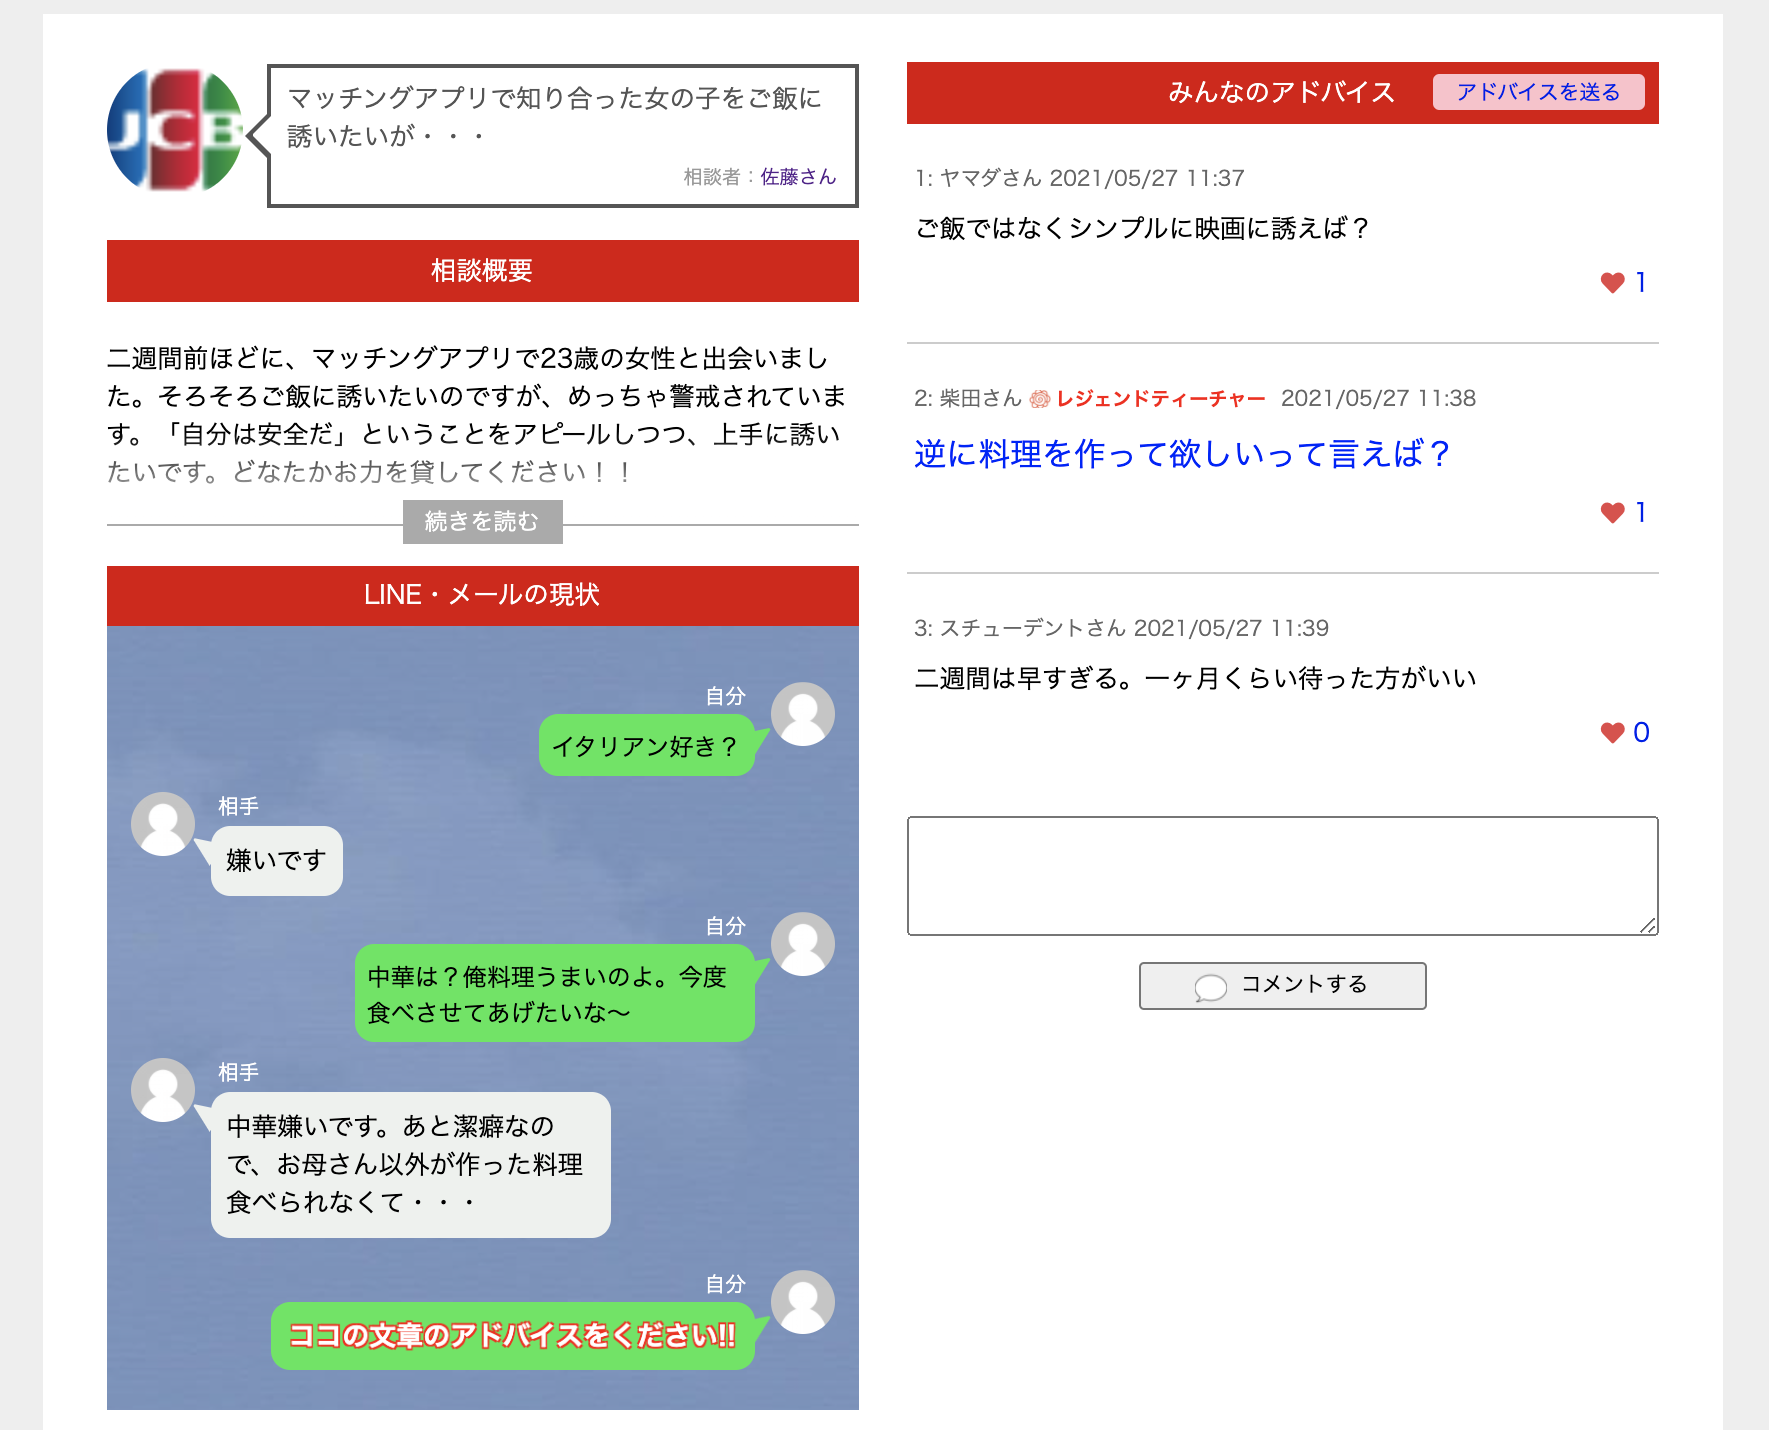 JCB
マッチングアプリで知り合った女の子をご飯に
誘いたいが・・・
相談者：佐藤さん
相談概要
二週間前ほどに、マッチングアプリで23歳の女性と出会いまし
た。そろそろご飯に誘いたいのですが、めっちゃ警戒されていま
す。「自分は安全だ」ということをアピールしつつ、上手に誘い
たいです。どなたかお力を貸してください！！
続きを読む
LINE・メールの現状
自分
イタリアン好き？
相手
嫌いです
自分
中華は？俺料理うまいのよ。今度
食べさせてあげたいな〜
相手
中華嫌いです。あと潔癖なの
で、お母さん以外が作った料理
食べられなくて・・・
自分
ココの文章のアドバイスをください!!
みんなのアドバイス
アドバイスを送る
1: ヤマダさん 2021/05/27 11:37
ご飯ではなくシンプルに映画に誘えば？
1
2: 柴田さん レジェンドティーチャー 2021/05/27 11:38
逆に料理を作って欲しいって言えば？
1
3: スチューデントさん 2021/05/27 11:39
二週間は早すぎる。一ヶ月くらい待った方がいい
0
コメントする